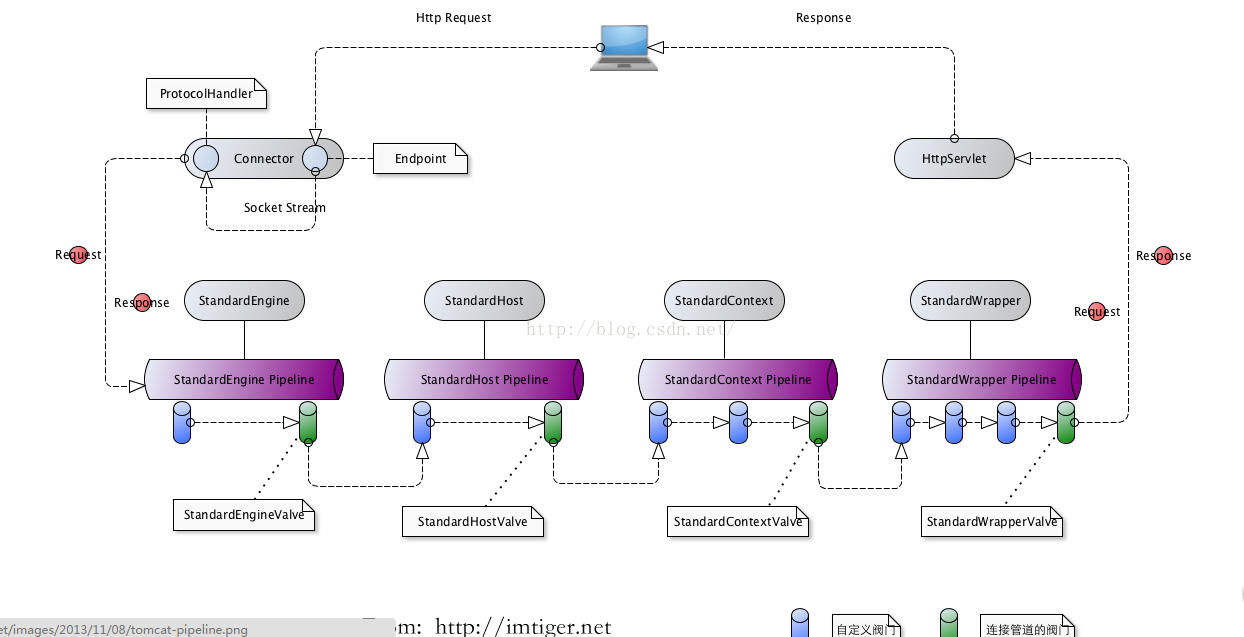 Http Request
Response
ProtocolHandler
Connector
Endpoint
HttpServlet
Socket Stream
Request
Response
Response
Request
StandardEngine
StandardHost
StandardContext
StandardWrapper
http://blog.csdn.net/
StandardEngine Pipeline
StandardHost Pipeline
StandardContext Pipeline
StandardWrapper Pipeline
StandardEngineValve
StandardHostValve
StandardContextValve
StandardWrapperValve
et/images/2013/11/08/tomcat-pipeline.png
om: http://imtiger.net
自定义阀门
连接管道的阀门